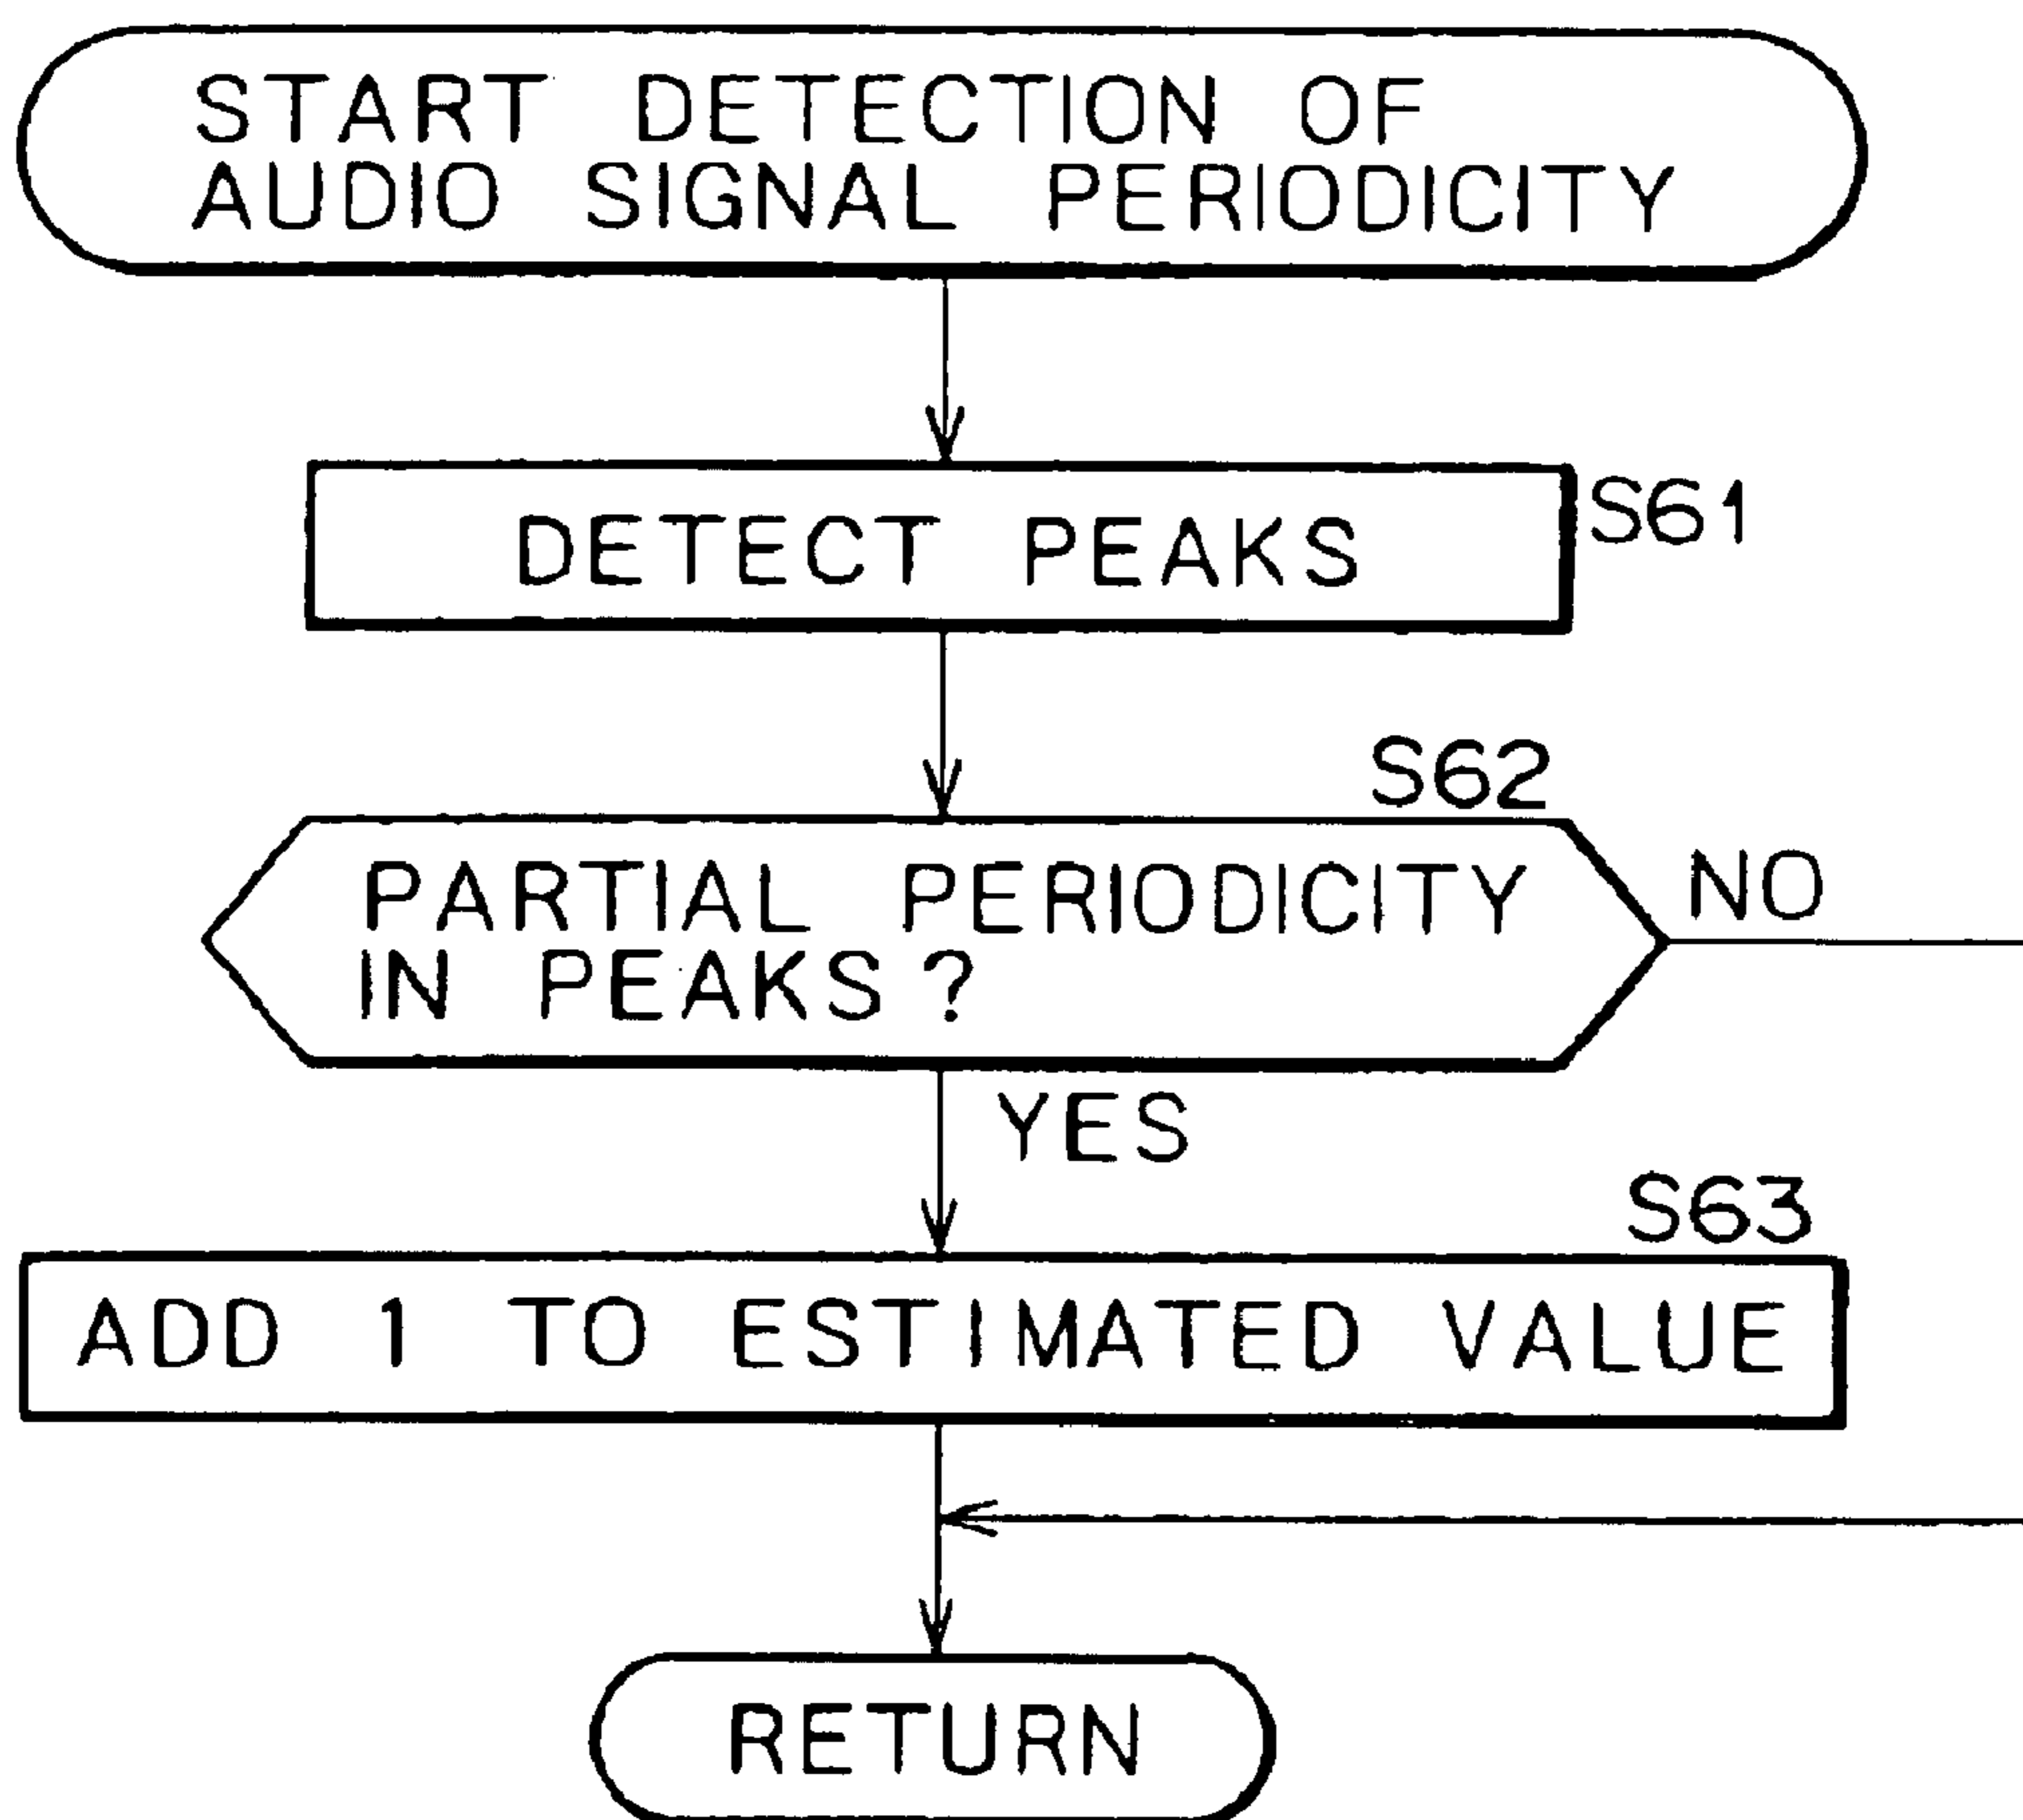 START DETECTION OF
AUDIO SIGNAL PERIODICITY
DETECT PEAKS
S61
S62
PARTIAL PERIODICITY
IN PEAKS?
NO
YES
S63
ADD 1 TO ESTIMATED VALUE
RETURN